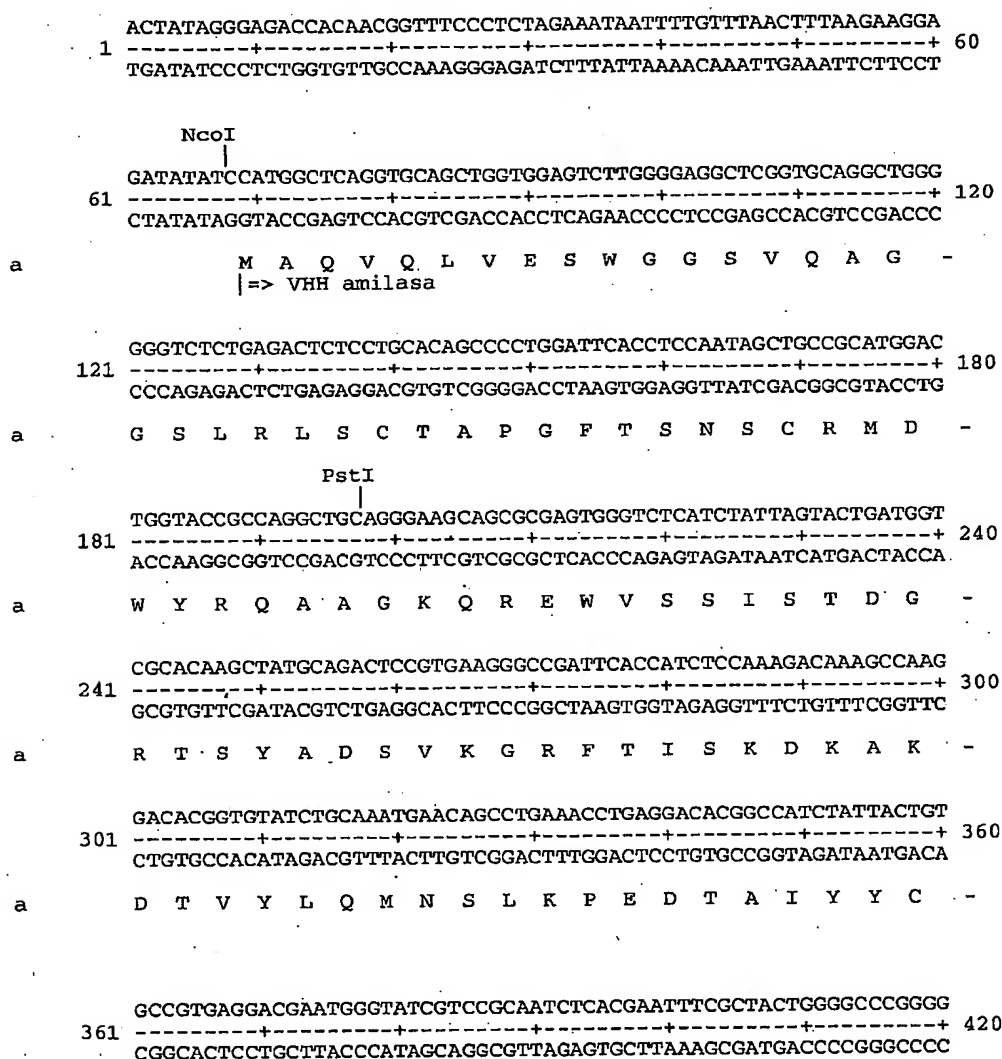 ACTATAGGGAGACCACAACGGTTTCCCTCTAGAAATAATTTTGTTTAACTTTAAGAAGGA
1 ---------+---------+---------+---------+---------+---------+ 60
TGATATCCCTCTGGTGTTGCCAAAGGGAGATCTTTATTAAAACAAATTGAAATTCTTCCT
NcoI
|
GATATATCCATGGCTCAGGTGCAGCTGGTGGAGTCTTGGGGAGGCTCGGTGCAGGCTGGG
61 ---------+---------+---------+---------+---------+---------+ 120
CTATATAGGTACCGAGTCCACGTCGACCACCTCAGAACCCCTCCGAGCCACGTCCGACCC
a M A Q V Q L V E S W G G S V Q A G -
|=> VHH amilasa
GGGTCTCTGAGACTCTCCTGCACAGCCCCTGGATTCACCTCCAATAGCTGCCGCATGGAC
121 ---------+---------+---------+---------+---------+---------+ 180
CCCAGAGACTCTGAGAGGACGTGTCGGGGACCTAAGTGGAGGTTATCGACGGCGTACCTG
a G S L R L S C T A P G F T S N S C R M D -
PstI
|
TGGTACCGCCAGGCTGCAGGGAAGCAGCGCGAGTGGGTCTCATCTATTAGTACTGATGGT
181 ---------+---------+---------+---------+---------+---------+ 240
ACCAAGGCGGTCCGACGTCCCTTCGTCGCGCTCACCCAGAGTAGATAATCATGACTACCA
a W Y R Q A A G K Q R E W V S S I S T D G -
CGCACAAGCTATGCAGACTCCGTGAAGGGCCGATTCACCATCTCCAAAGACAAAGCCAAG
241 ---------+---------+---------+---------+---------+---------+ 300
GCGTGTTCGATACGTCTGAGGCACTTCCCGGCTAAGTGGTAGAGGTTTCTGTTTCGGTTC
a R T S Y A D S V K G R F T I S K D K A K -
GACACGGTGTATCTGCAAATGAACAGCCTGAAACCTGAGGACACGGCCATCTATTACTGT
301 ---------+---------+---------+---------+---------+---------+ 360
CTGTGCCACATAGACGTTTACTTGTCGGACTTTGGACTCCTGTGCCGGTAGATAATGACA
a D T V Y L Q M N S L K P E D T A I Y Y C -
GCCGTGAGGACGAATGGGTATCGTCCGCAATCTCACGAATTTCGCTACTGGGGCCCGGGG
361 ---------+---------+---------+---------+---------+---------+ 420
CGGCACTCCTGCTTACCCATAGCAGGCGTTAGAGTGCTTAAAGCGATGACCCCGGGCCCC